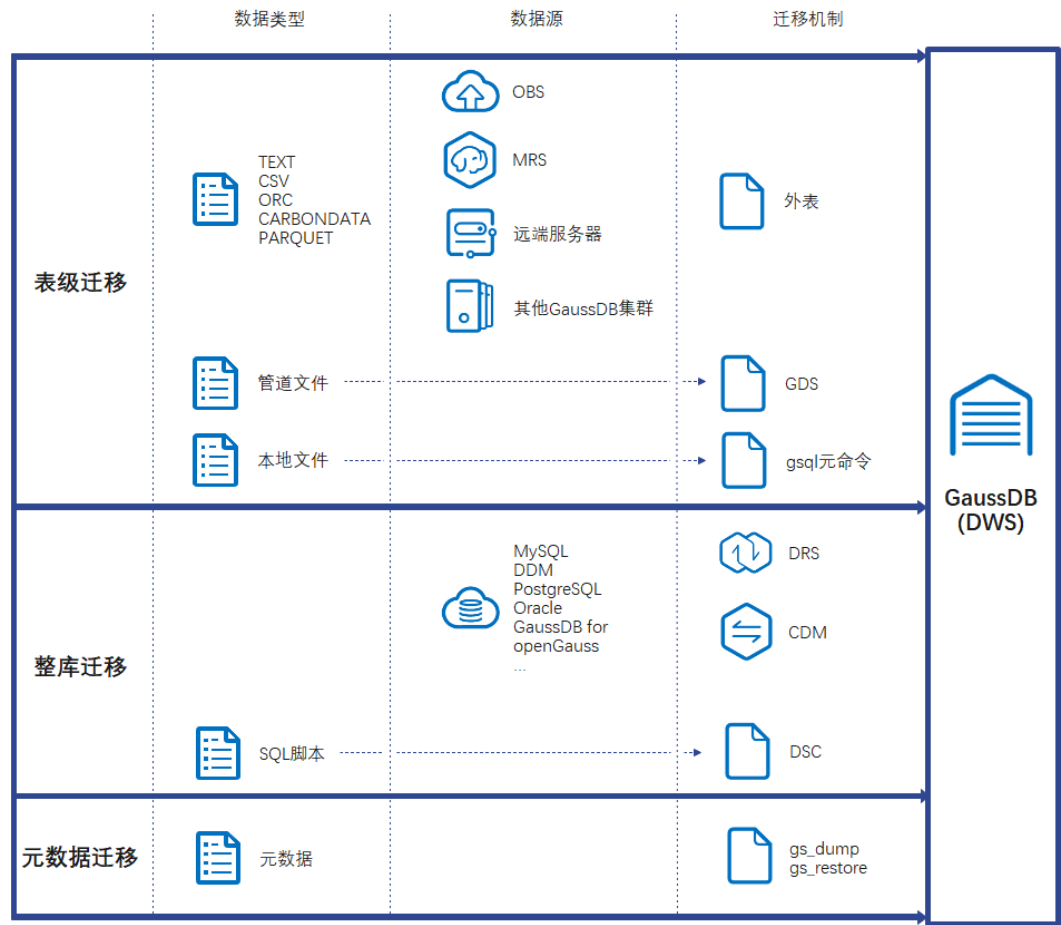 数据类型
数据源
迁移机制
表级迁移
TEXT
CSV
ORC
CARBONDATA
PARQUET
OBS
MRS
远端服务器
其他GaussDB集群
外表
管道文件
GDS
本地文件
gsql元命令
整库迁移
MySQL
DDM
PostgreSQL
Oracle
GaussDB for
openGauss
...
DRS
CDM
SQL脚本
DSC
元数据迁移
元数据
gs_dump
gs_restore
GaussDB
(DWS)